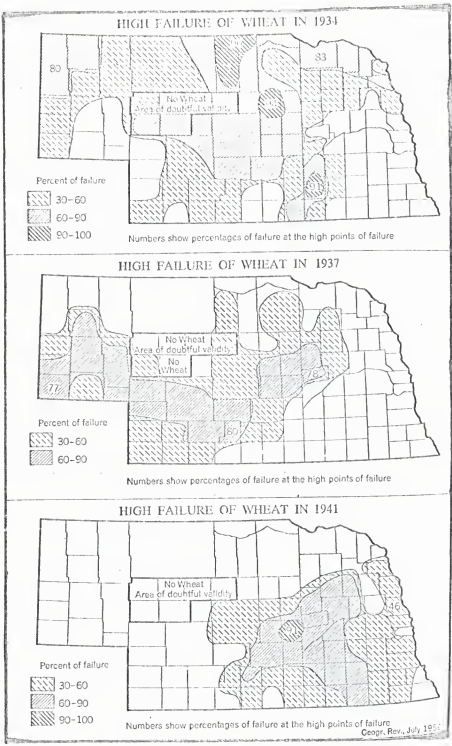 HIGH FAILURE OF WHEAT IN 1934
80
83
No Wheat
Area of doubtful validity
Percent of failure
30-60
60-90
90-100
Numbers show percentages of failure at the high points of failure
HIGH FAILURE OF WHEAT IN 1937
No Wheat
Area of doubtful validity
No
Wheat
77
78
80
Percent of failure
30-60
60-90
Numbers show percentages of failure at the high points of failure
HIGH FAILURE OF WHEAT IN 1941
No Wheat
Area of doubtful validity
46
Percent of failure
30-60
60-90
90-100
Numbers show percentages of failure at the high points of failure
Geogr. Rev., July